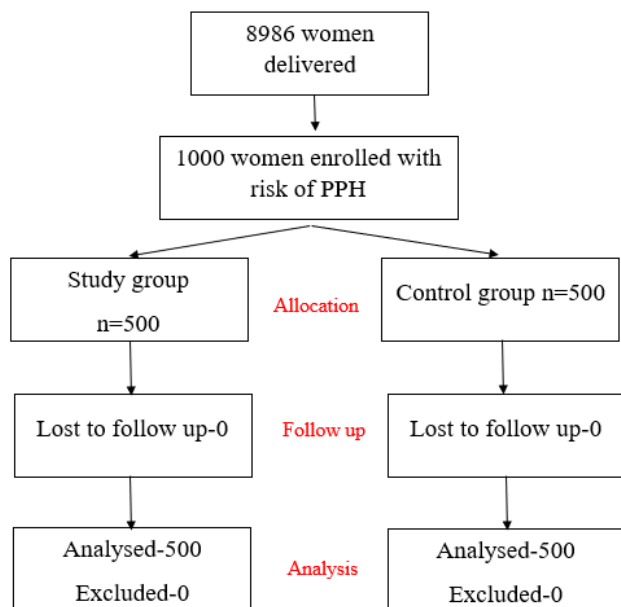 8986 women
delivered
1000 women enrolled with
risk of PPH
Study group
n=500
Allocation
Control group n=500
Lost to follow up-0
Follow up
Lost to follow up-0
Analysed-500
Excluded-0
Analysis
Analysed-500
Excluded-0